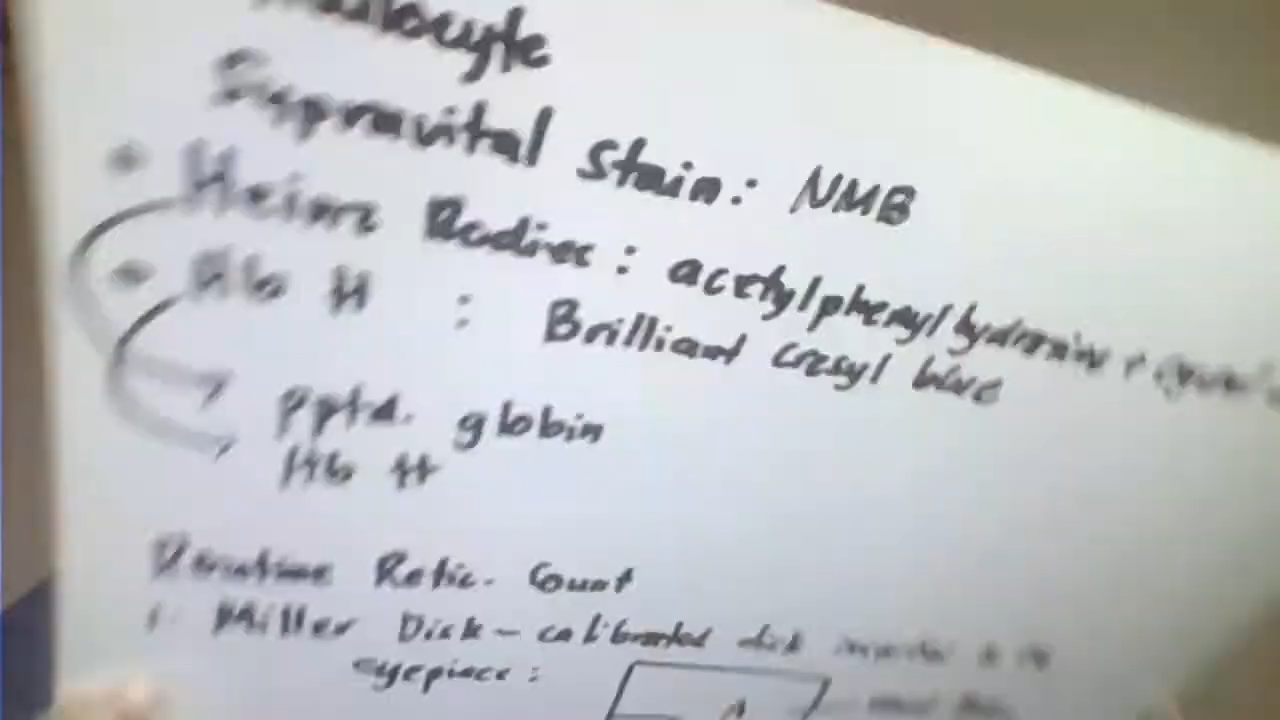 Supravital Stain: NMB
• Heinz Bodies : acetylphenylhydrazine +
• Hb H : Brilliant cresyl blue
pptd. globin
Hb H
Routine Retic. Count
1. Miller Disk - calibrated disk
eyepiece :